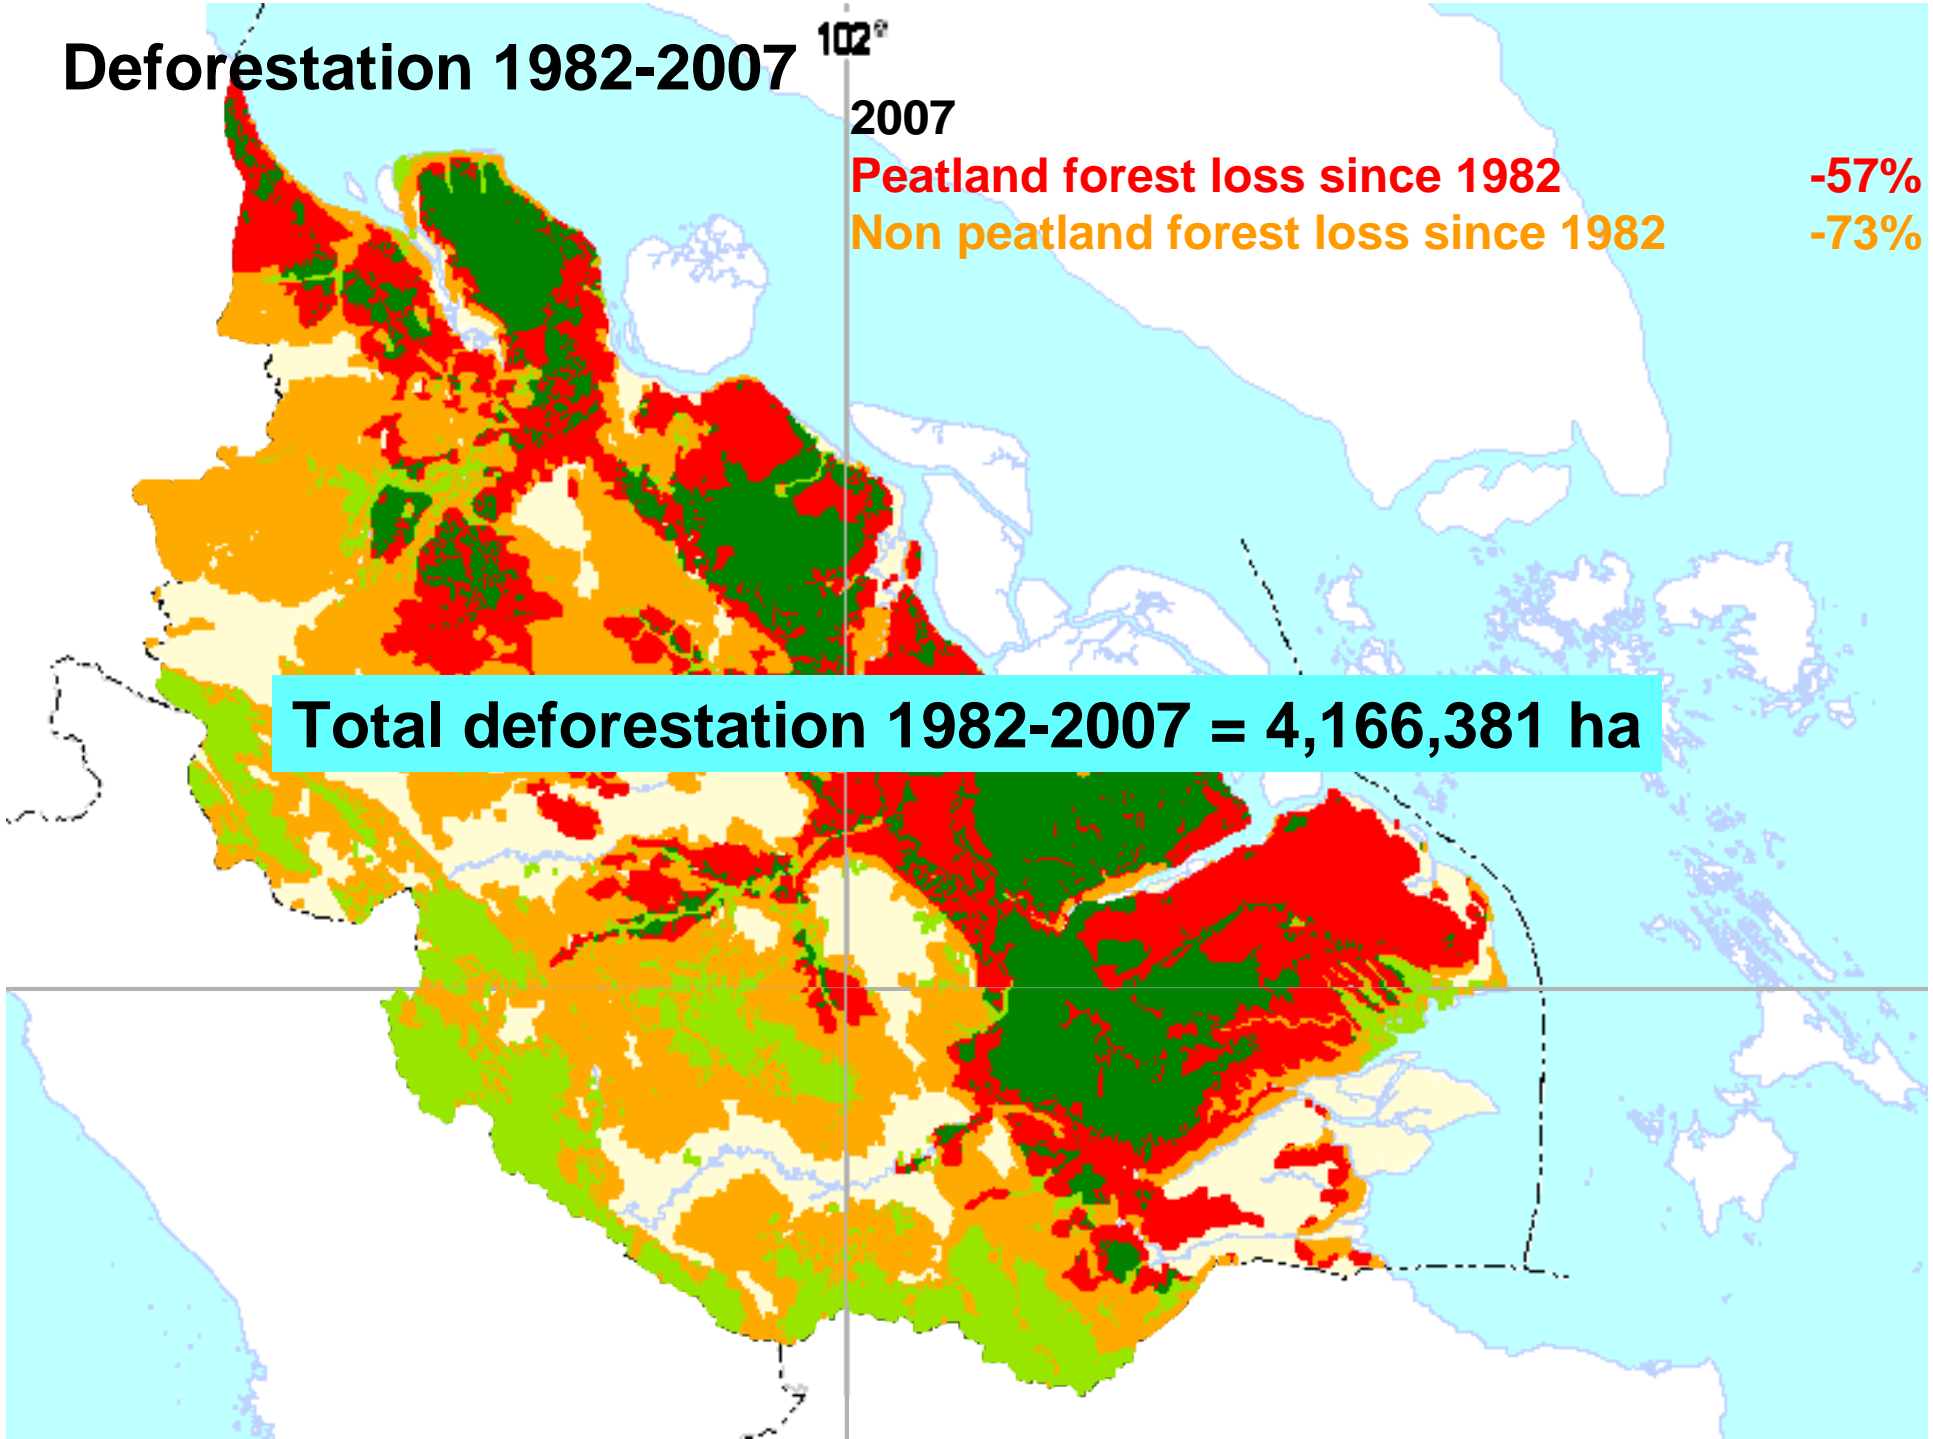 Deforestation 1982-2007
102°
2007
Peatland forest loss since 1982 -57%
Non peatland forest loss since 1982 -73%
Total deforestation 1982-2007 = 4,166,381 ha